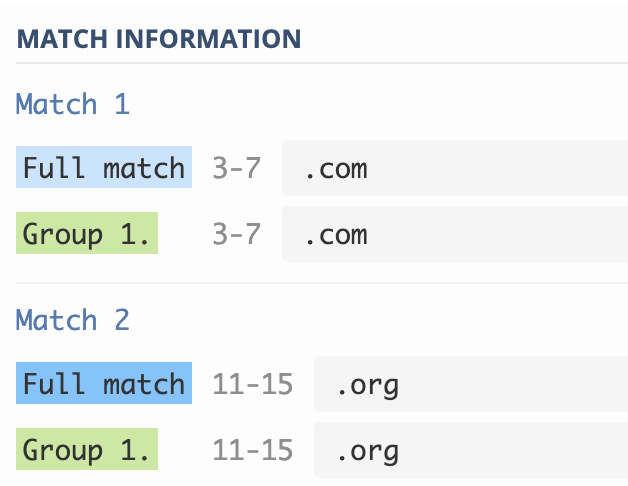 MATCH INFORMATION
Match 1
Full match 3-7 .com
Group 1. 3-7 .com
Match 2
Full match 11-15 .org
Group 1. 11-15 .org